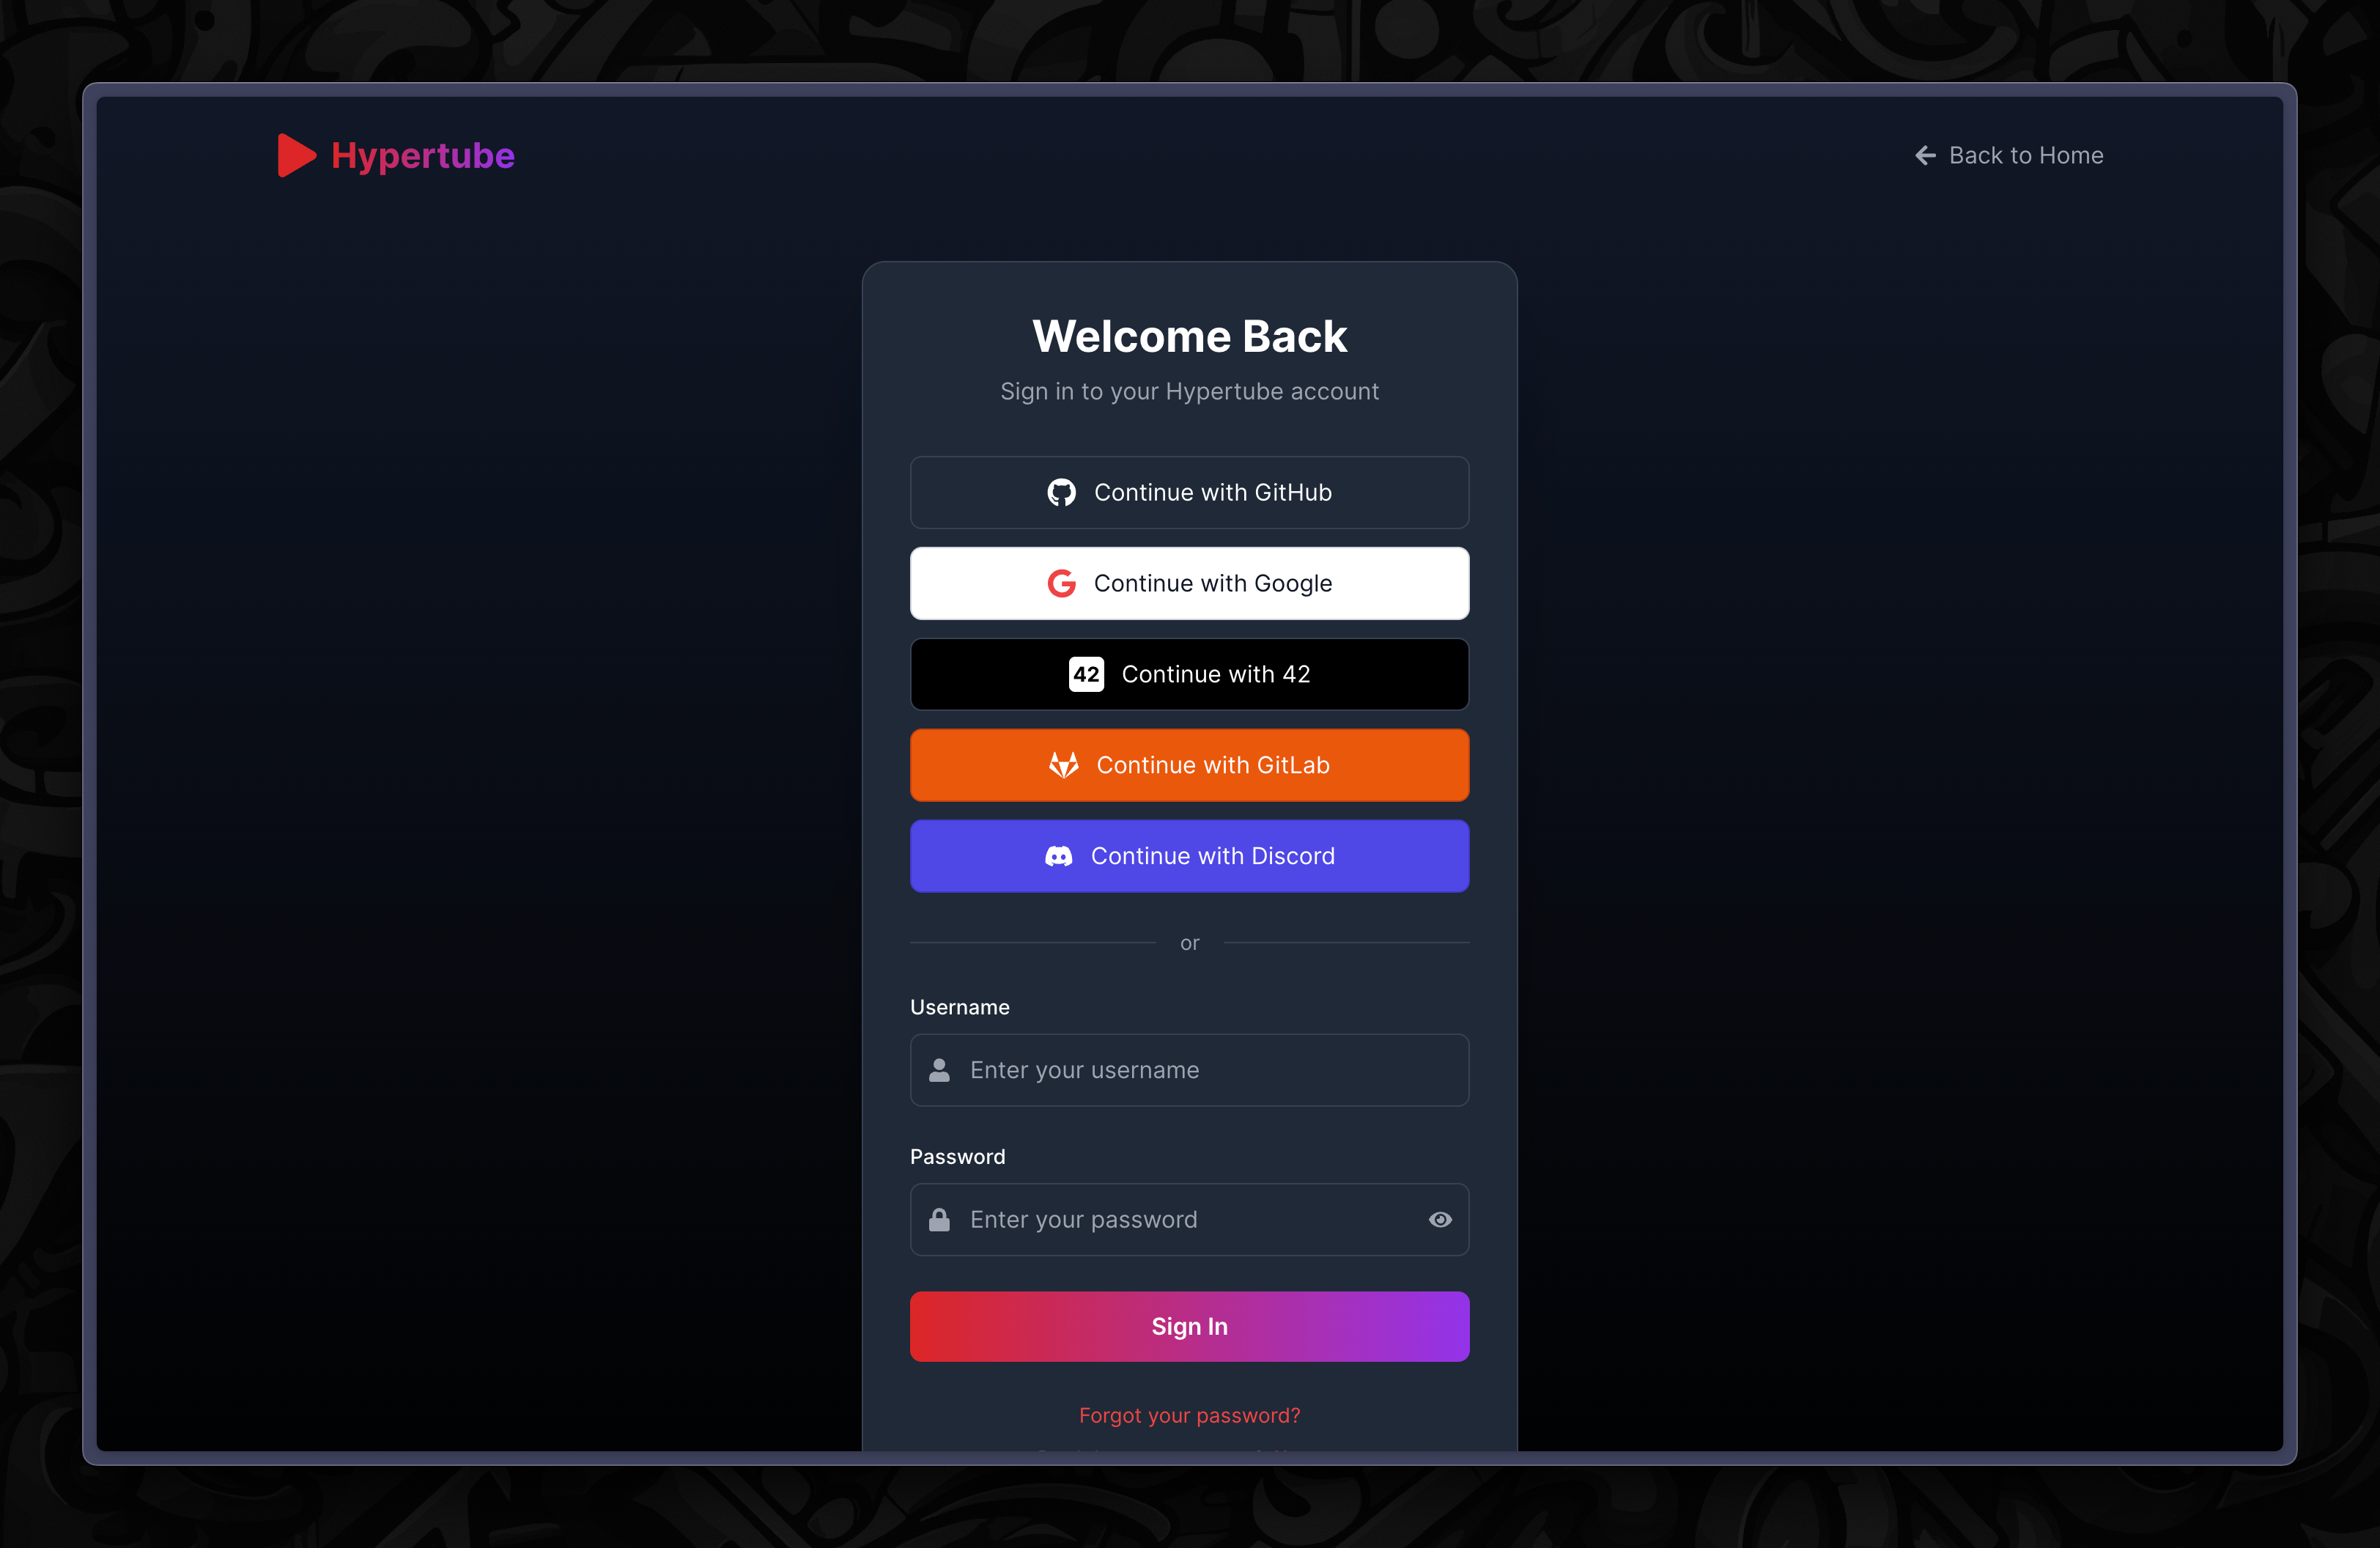 Hypertube
Back to Home
Welcome Back
Sign in to your Hypertube account
Continue with GitHub
Continue with Google
42 Continue with 42
Continue with GitLab
Continue with Discord
or
Username
Enter your username
Password
Enter your password
Sign In
Forgot your password?